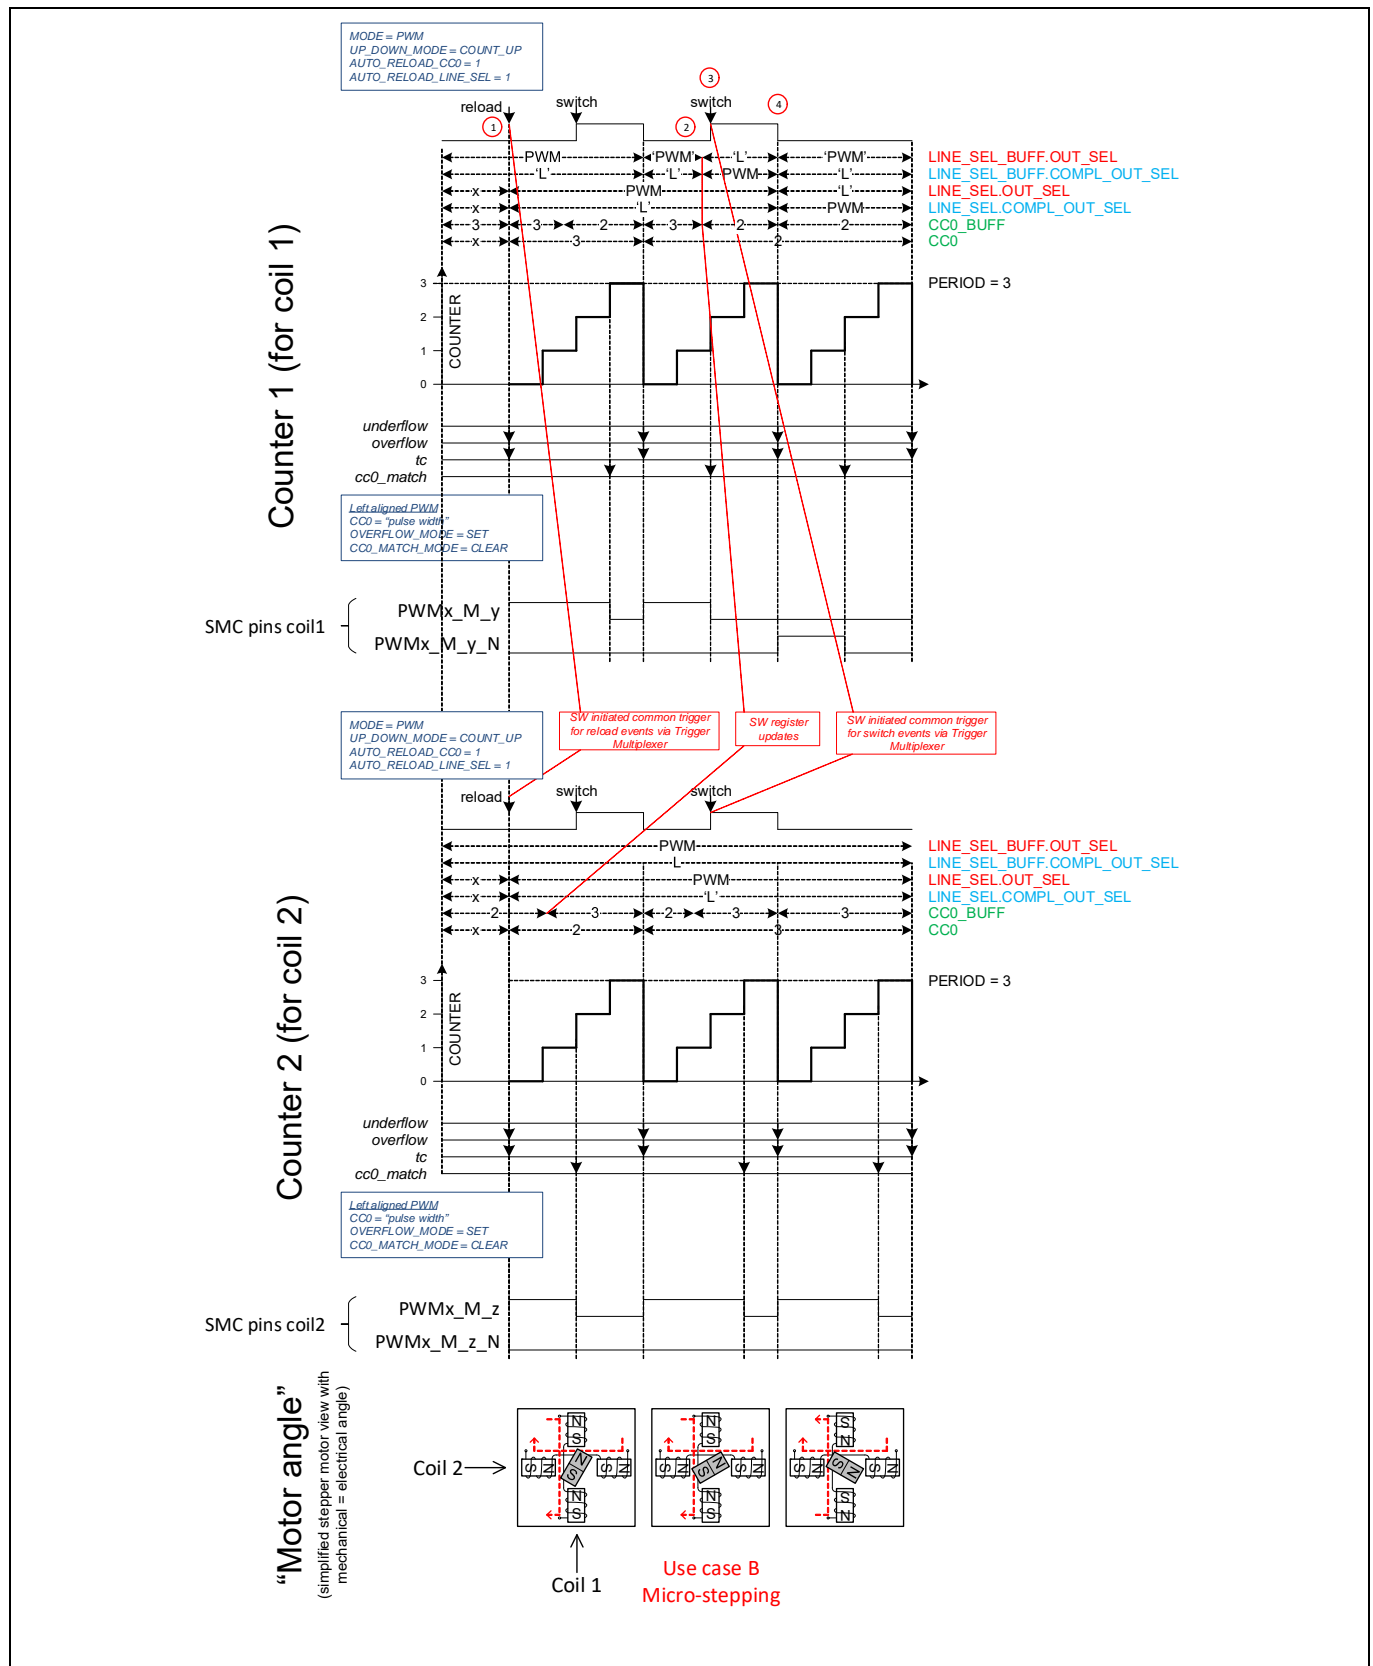 MODE = PWM
UP_DOWN_MODE = COUNT_UP
AUTO_RELOAD_CC0 = 1
AUTO_RELOAD_LINE_SEL = 1
3
reload switch switch 4
1 2
PWM 'PWM' 'L' 'PWM' LINE_SEL_BUFF.OUT_SEL
'L' 'L' PWM 'L' LINE_SEL_BUFF.COMPL_OUT_SEL
x PWM 'L' LINE_SEL.OUT_SEL
x 'L' PWM LINE_SEL.COMPL_OUT_SEL
3 3 2 3 2 2 CC0_BUFF
x 3 2 CC0
Counter 1 (for coil 1)
COUNTER
3 PERIOD = 3
2
1
0
underflow
overflow
tc
cc0_match
Left aligned PWM
CC0 = "pulse width"
OVERFLOW_MODE = SET
CC0_MATCH_MODE = CLEAR
SMC pins coil1
PWMx_M_y
PWMx_M_y_N
SW initiated common trigger
for reload events via Trigger
Multiplexer
SW register
updates
SW initiated common trigger
for switch events via Trigger
Multiplexer
MODE = PWM
UP_DOWN_MODE = COUNT_UP
AUTO_RELOAD_CC0 = 1
AUTO_RELOAD_LINE_SEL = 1
reload switch switch
PWM LINE_SEL_BUFF.OUT_SEL
L LINE_SEL_BUFF.COMPL_OUT_SEL
x PWM LINE_SEL.OUT_SEL
x 'L' LINE_SEL.COMPL_OUT_SEL
2 3 2 3 3 CC0_BUFF
x 2 3 CC0
Counter 2 (for coil 2)
COUNTER
3 PERIOD = 3
2
1
0
underflow
overflow
tc
cc0_match
Left aligned PWM
CC0 = "pulse width"
OVERFLOW_MODE = SET
CC0_MATCH_MODE = CLEAR
SMC pins coil2
PWMx_M_z
PWMx_M_z_N
"Motor angle"
(simplified stepper motor view with
mechanical = electrical angle)
N N S
S S N
S N S N S N S N S N S N S N S N S N
N N S
S S N
Coil 2
Coil 1
Use case B
Micro-stepping